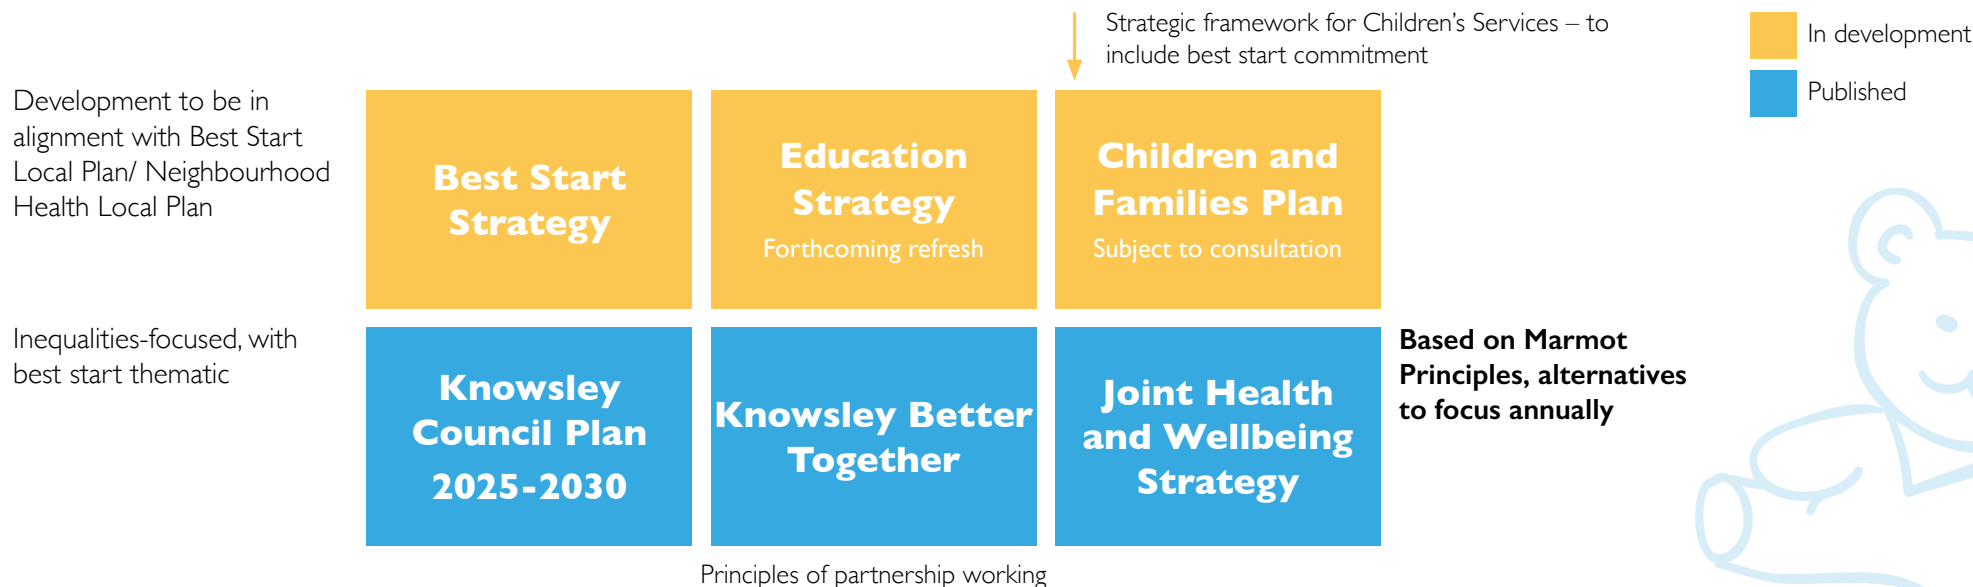 Strategic framework for Children’s Services – to
include best start commitment
In development
Published
Development to be in
alignment with Best Start
Local Plan/ Neighbourhood
Health Local Plan
Best Start
Strategy
Education
Strategy
Forthcoming refresh
Children and
Families Plan
Subject to consultation
Inequalities-focused, with
best start thematic
Knowsley
Council Plan
2025-2030
Knowsley Better
Together
Joint Health
and Wellbeing
Strategy
Based on Marmot
Principles, alternatives
to focus annually
Principles of partnership working